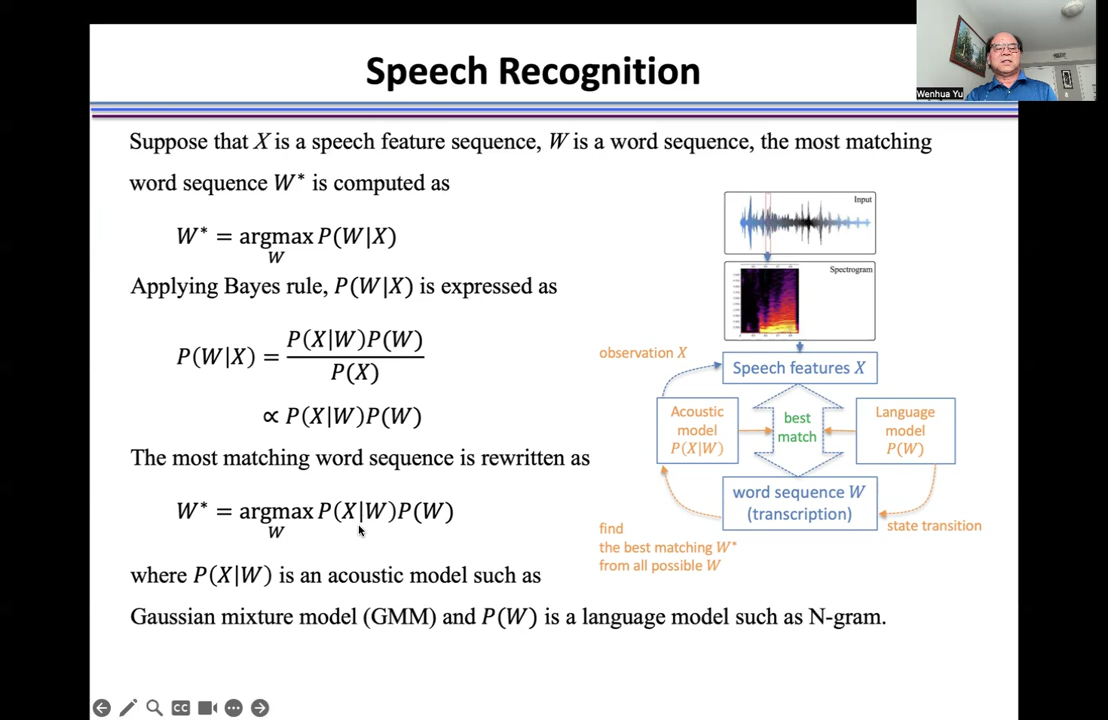 Speech Recognition
Wenhua Yu
Suppose that X is a speech feature sequence, W is a word sequence, the most matching
word sequence W* is computed as
W* = argmax P(W|X)
W
Applying Bayes rule, P(W|X) is expressed as
P(W|X) = P(X|W)P(W)
P(X)
∝ P(X|W)P(W)
The most matching word sequence is rewritten as
W* = argmax P(X|W)P(W)
W
where P(X|W) is an acoustic model such as
Gaussian mixture model (GMM) and P(W) is a language model such as N-gram.
Input
Spectrogram
observation X
Speech features X
Acoustic
model
P(X|W)
best
match
Language
model
P(W)
word sequence W
(transcription)
state transition
find
the best matching W*
from all possible W
CC